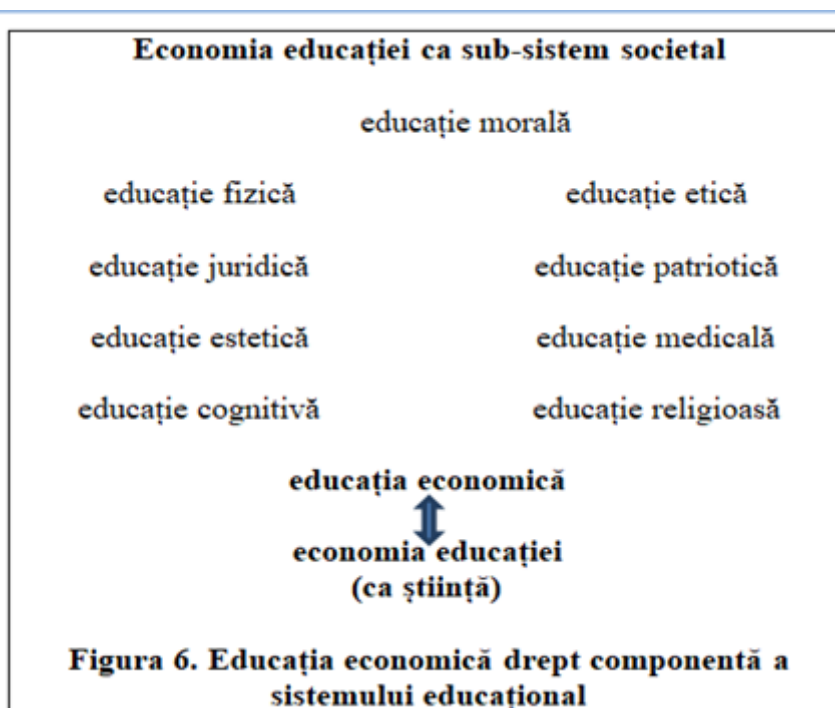 Economia educației ca sub-sistem societal
educație morală
educație fizică educație etică
educație juridică educație patriotică
educație estetică educație medicală
educație cognitivă educație religioasă
educația economică
economia educației
(ca știință)
Figura 6. Educația economică drept componentă a
sistemului educațional